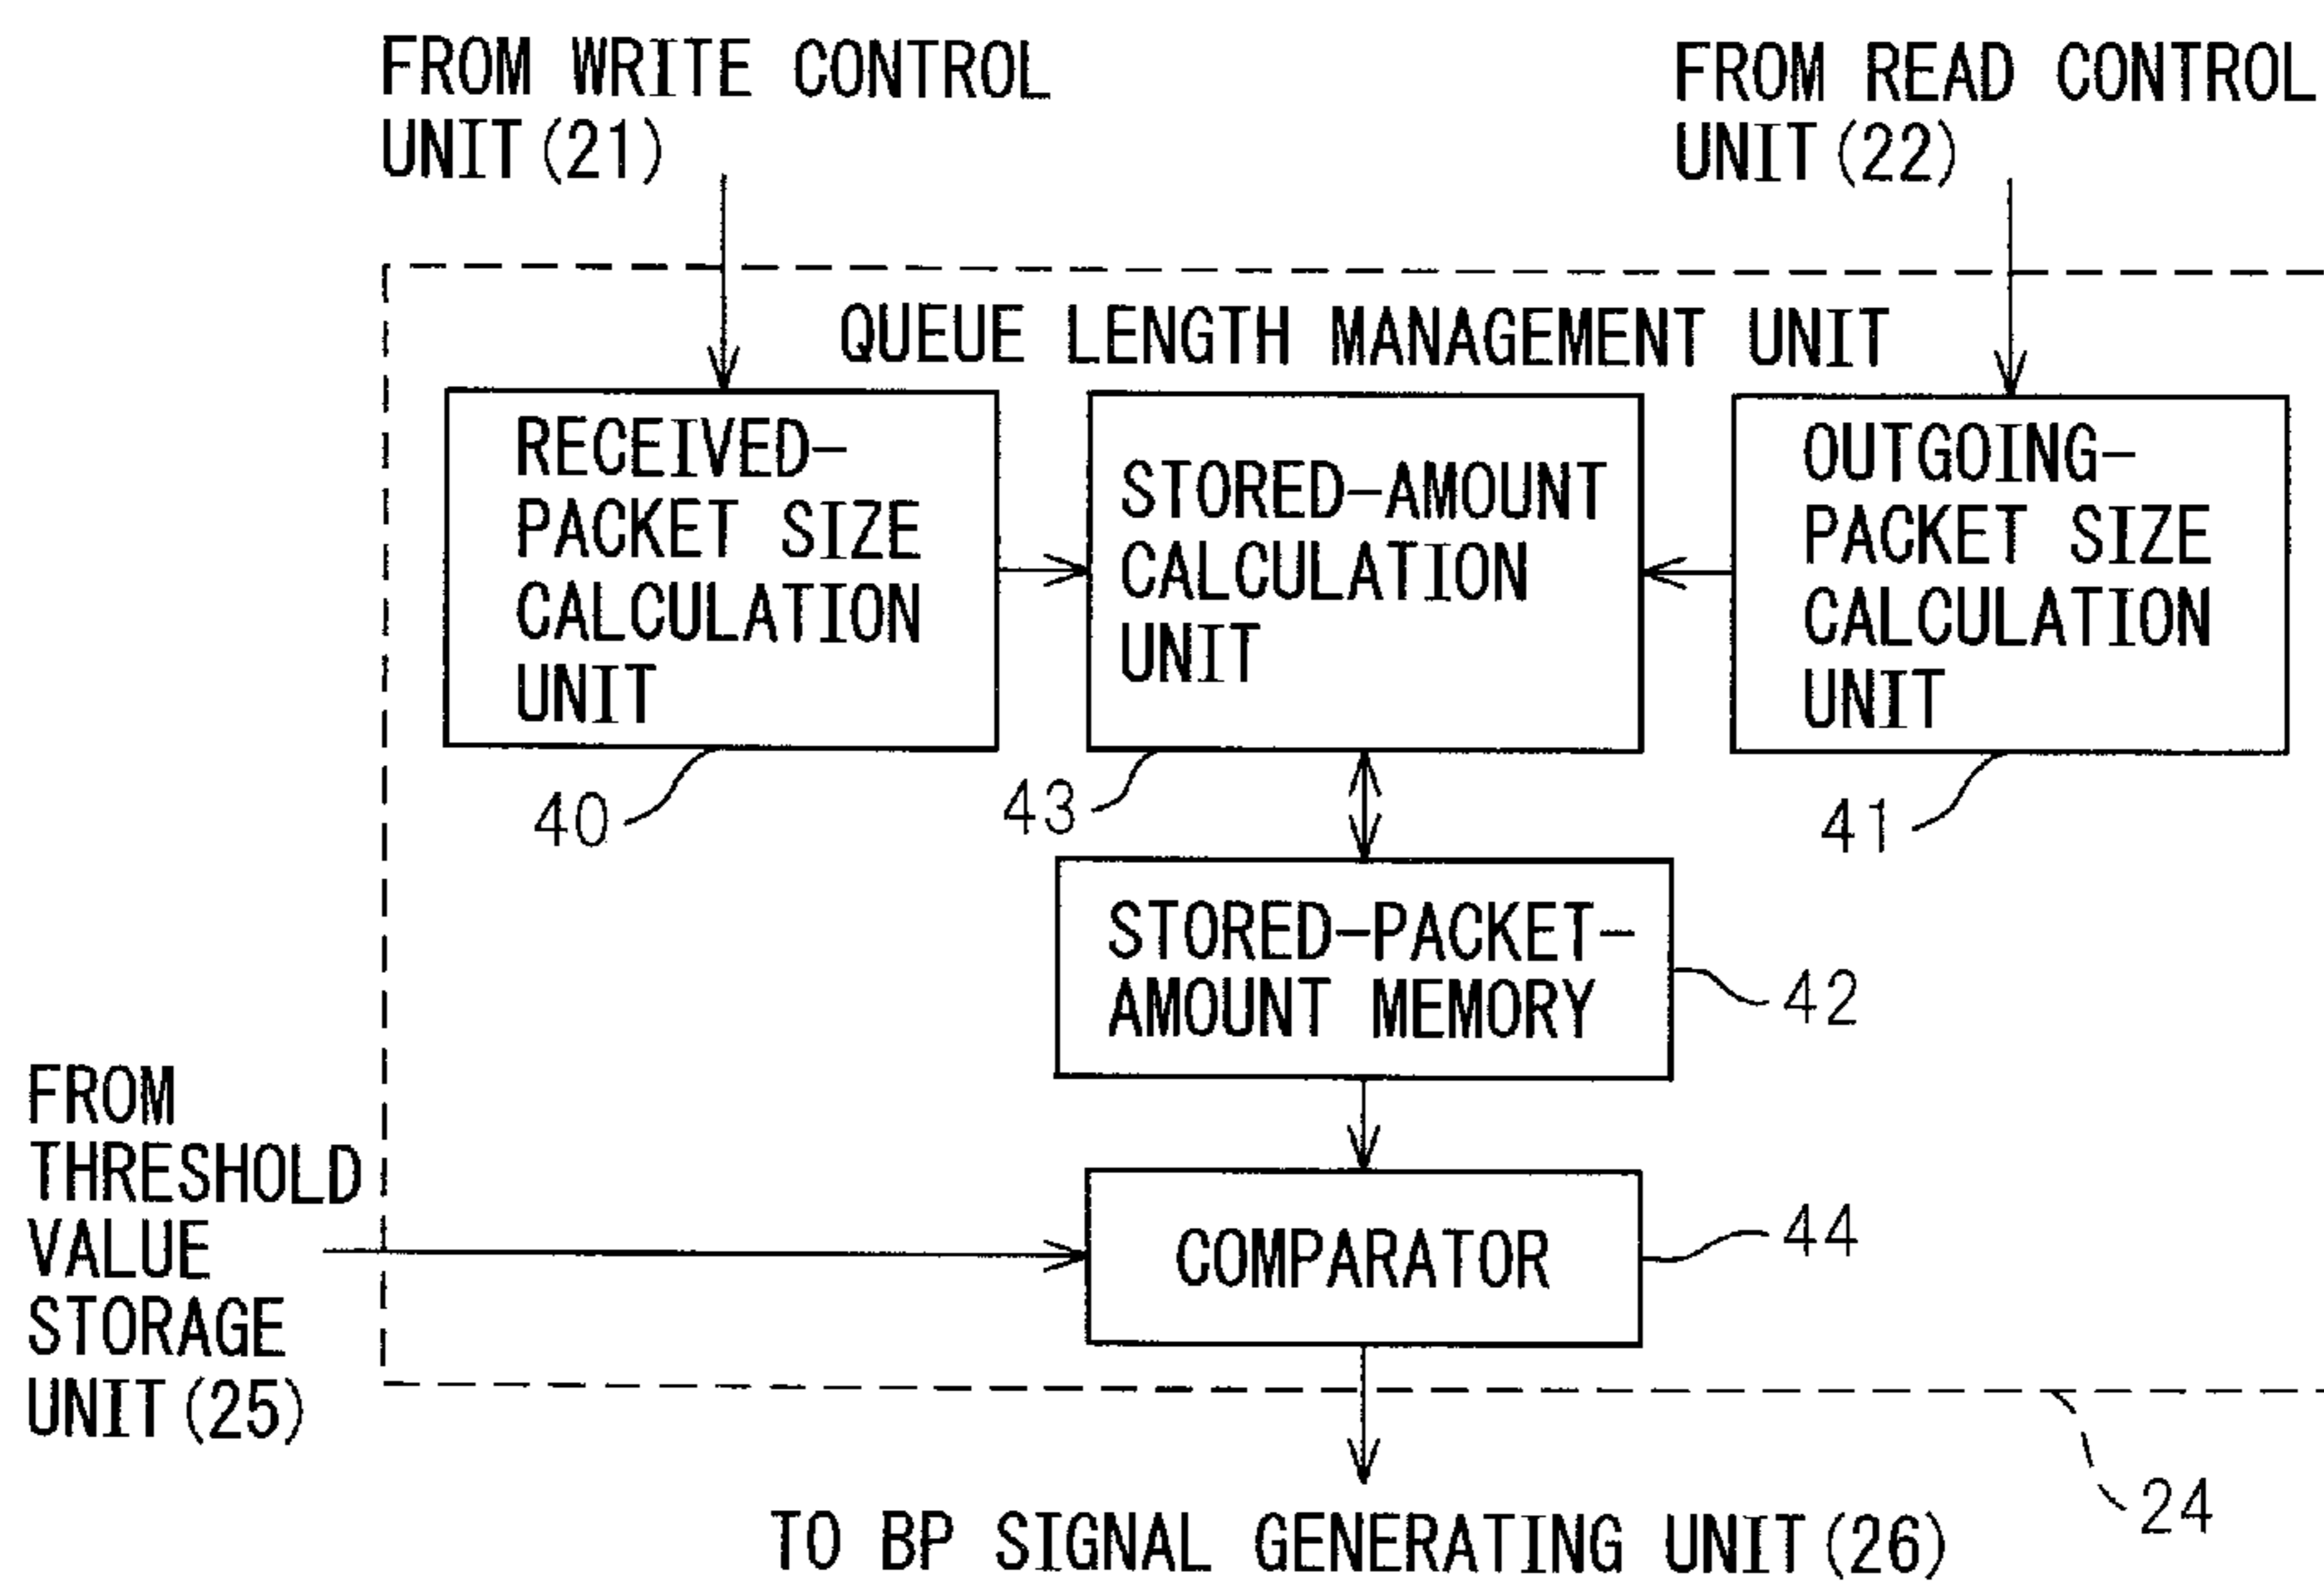 FROM WRITE CONTROL
UNIT(21)
FROM READ CONTROL
UNIT(22)
QUEUE LENGTH MANAGEMENT UNIT
RECEIVED-
PACKET SIZE
CALCULATION
UNIT
STORED-AMOUNT
CALCULATION
UNIT
OUTGOING-
PACKET SIZE
CALCULATION
UNIT
40
43
41
STORED-PACKET-
AMOUNT MEMORY
42
FROM
THRESHOLD
VALUE
STORAGE
UNIT(25)
COMPARATOR
44
24
TO BP SIGNAL GENERATING UNIT(26)